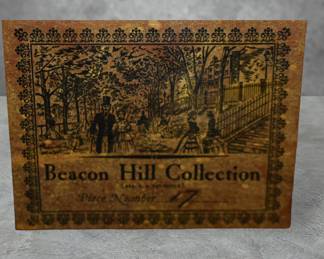 Beacon Hill Collection
Piece Number 47